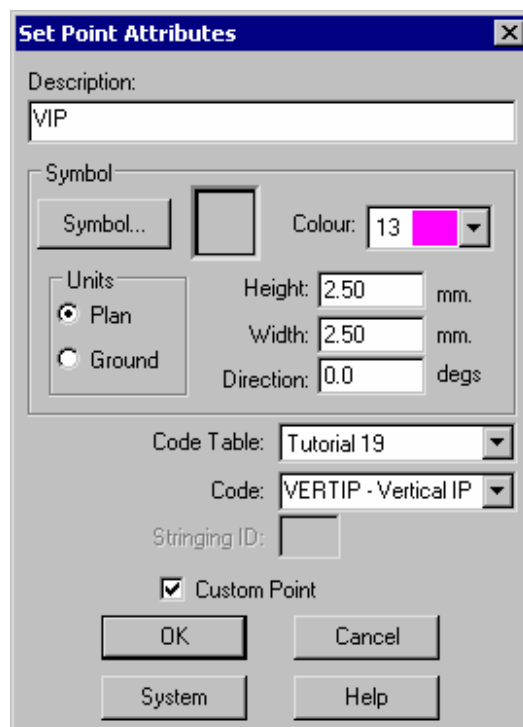 Set Point Attributes
Description:
VIP
Symbol
Symbol...
Colour: 13
Units
Plan
Ground
Height: 2.50 mm.
Width: 2.50 mm.
Direction: 0.0 degs
Code Table: Tutorial 19
Code: VERTIP - Vertical IP
Stringing ID:
Custom Point
OK Cancel
System Help